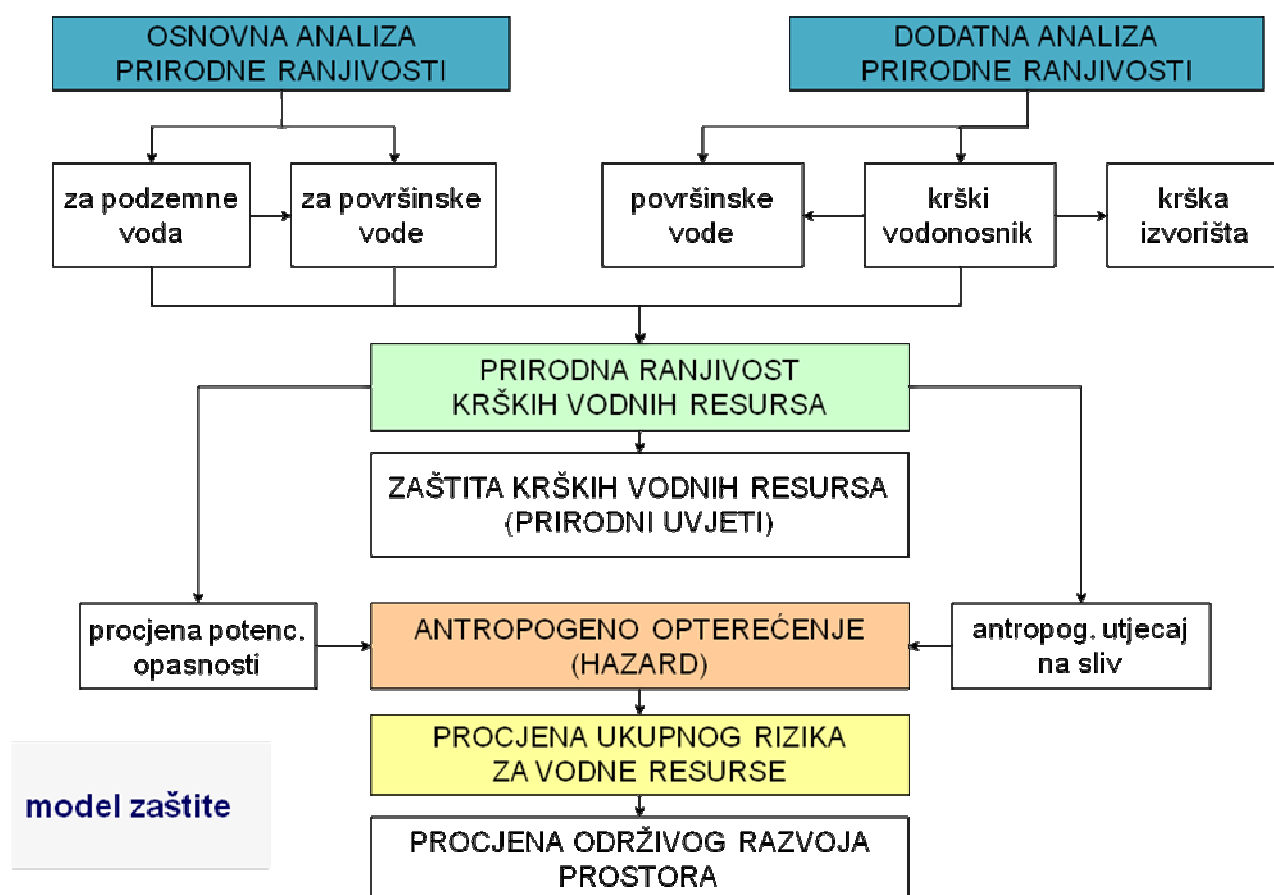 OSNOVNA ANALIZA
PRIRODNE RANJIVOSTI
DODATNA ANALIZA
PRIRODNE RANJIVOSTI
za podzemne
voda
za površinske
vode
površinske
vode
krški
vodonosnik
krška
izvorišta
PRIRODNA RANJIVOST
KRŠKIH VODNIH RESURSA
ZAŠTITA KRŠKIH VODNIH RESURSA
(PRIRODNI UVJETI)
procjena potenc.
opasnosti
ANTROPOGENO OPTEREĆENJE
(HAZARD)
antropog. utjecaj
na sliv
PROCJENA UKUPNOG RIZIKA
ZA VODNE RESURSE
model zaštite
PROCJENA ODRŽIVOG RAZVOJA
PROSTORA